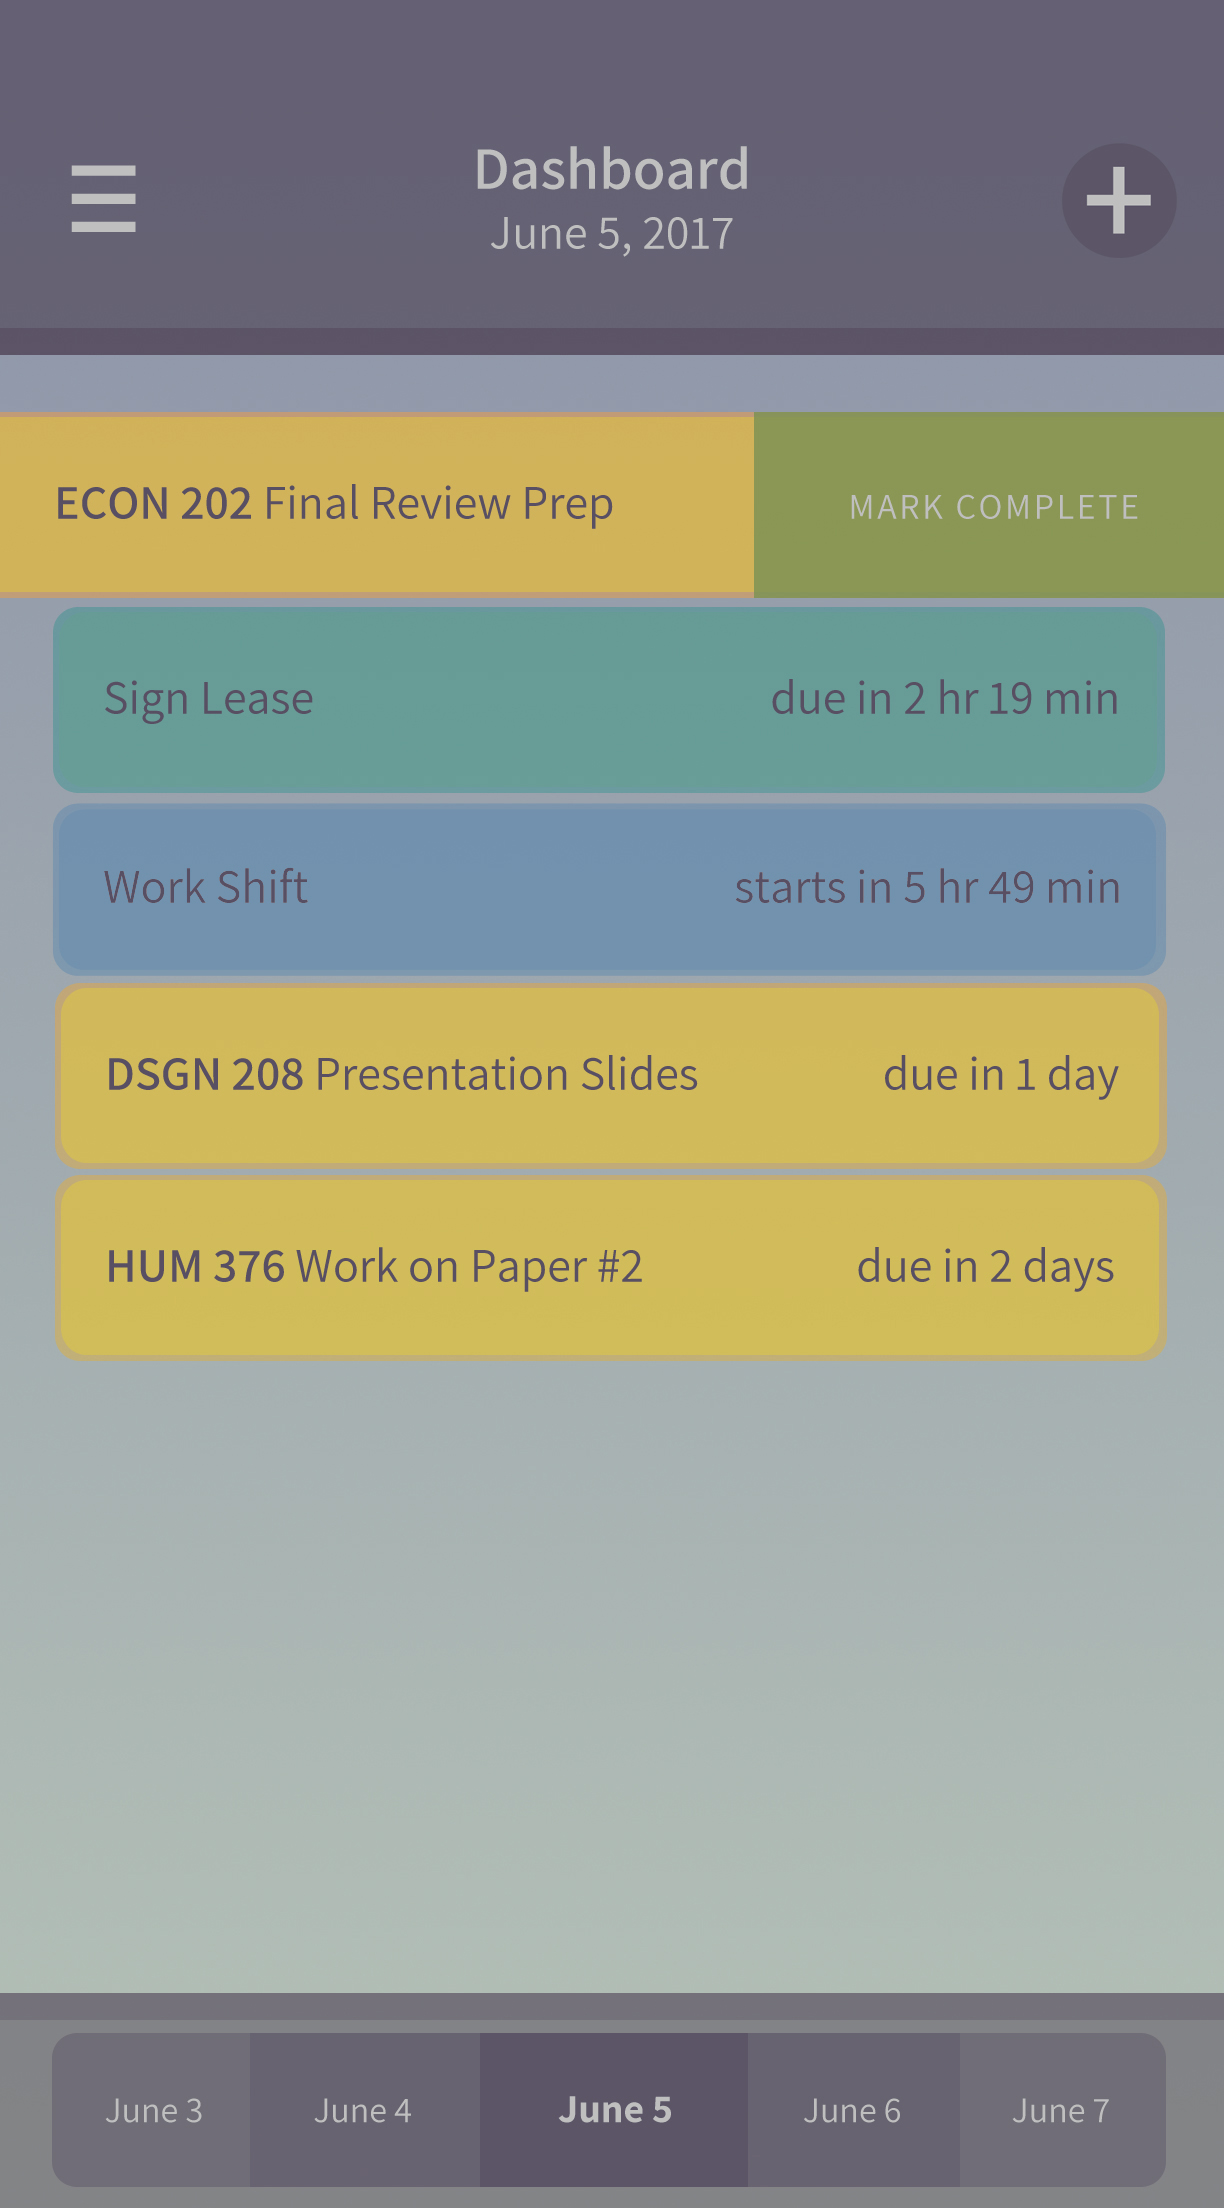 Dashboard
June 5, 2017
ECON 202 Final Review Prep MARK COMPLETE
Sign Lease due in 2 hr 19 min
Work Shift starts in 5 hr 49 min
DSGN 208 Presentation Slides due in 1 day
HUM 376 Work on Paper #2 due in 2 days
June 3 June 4 June 5 June 6 June 7